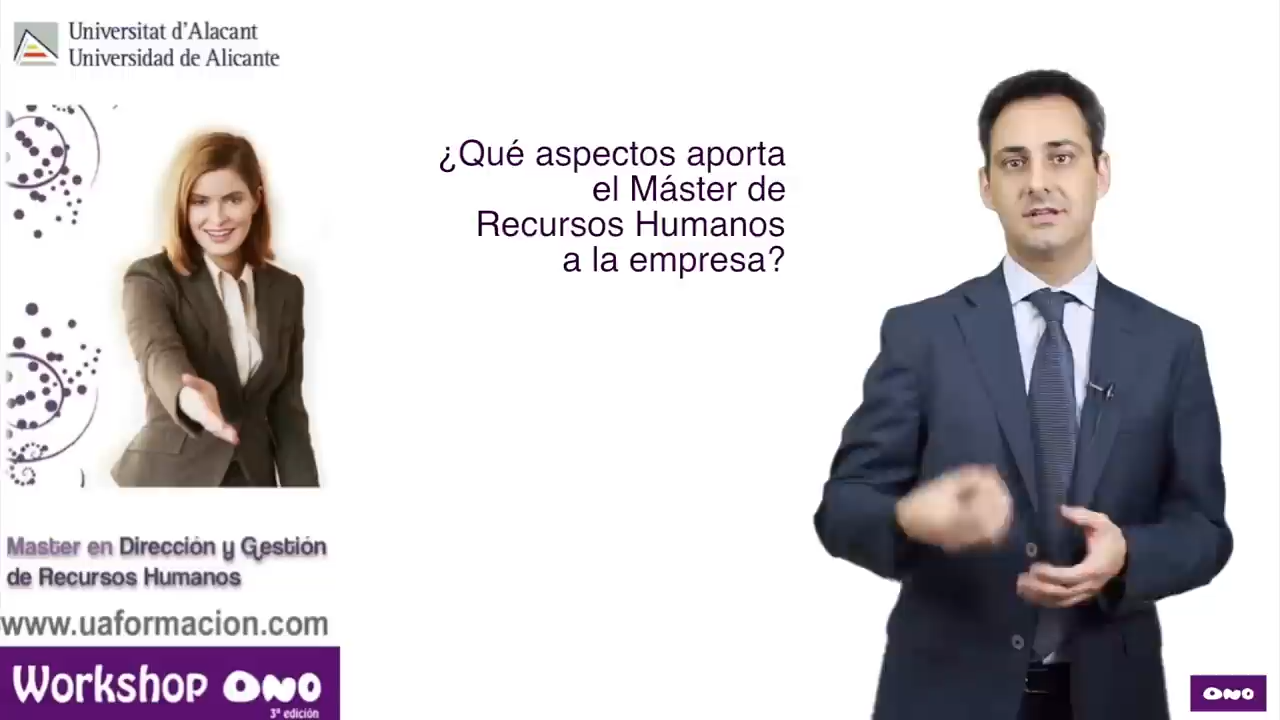 Universitat d'Alacant
Universidad de Alicante
¿Qué aspectos aporta
el Máster de
Recursos Humanos
a la empresa?
Master en Dirección y Gestión
de Recursos Humanos
www.uaformacion.com
Workshop ONO
3ª edición
ONO